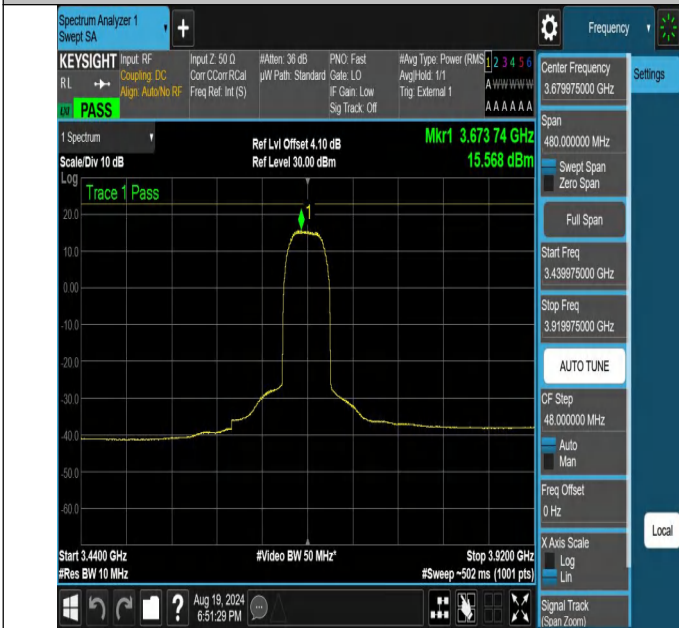 Spectrum Analyzer 1
Swept SA
+
Frequency
KEYSIGHT
RL
PASS
Input: RF
Coupling: DC
Align: Auto/No RF
Input Z: 50 Ω
Corr CCorr RCal
Freq Ref: Int (S)
#Atten: 36 dB
µW Path: Standard
PNO: Fast
Gate: LO
IF Gain: Low
Sig Track: Off
#Avg Type: Power (RMS
Avg|Hold: 1/1
Trig: External 1
1 2 3 4 5 6
A W W W W W
A A A A A A
1 Spectrum
Scale/Div 10 dB
Ref Lvl Offset 4.10 dB
Ref Level 30.00 dBm
Mkr1 3.673 74 GHz
15.568 dBm
Log
Trace 1 Pass
1
20.0
10.0
0.00
-10.0
-20.0
-30.0
-40.0
-50.0
-60.0
Start 3.4400 GHz
#Res BW 10 MHz
#Video BW 50 MHz*
Stop 3.9200 GHz
#Sweep ~502 ms (1001 pts)
Center Frequency
3.679975000 GHz
Settings
Span
480.000000 MHz
Swept Span
Zero Span
Full Span
Start Freq
3.439975000 GHz
Stop Freq
3.919975000 GHz
AUTO TUNE
CF Step
48.000000 MHz
Auto
Man
Freq Offset
0 Hz
X Axis Scale
Log
Lin
Local
Signal Track
(Span Zoom)
?
Aug 19, 2024
6:51:29 PM